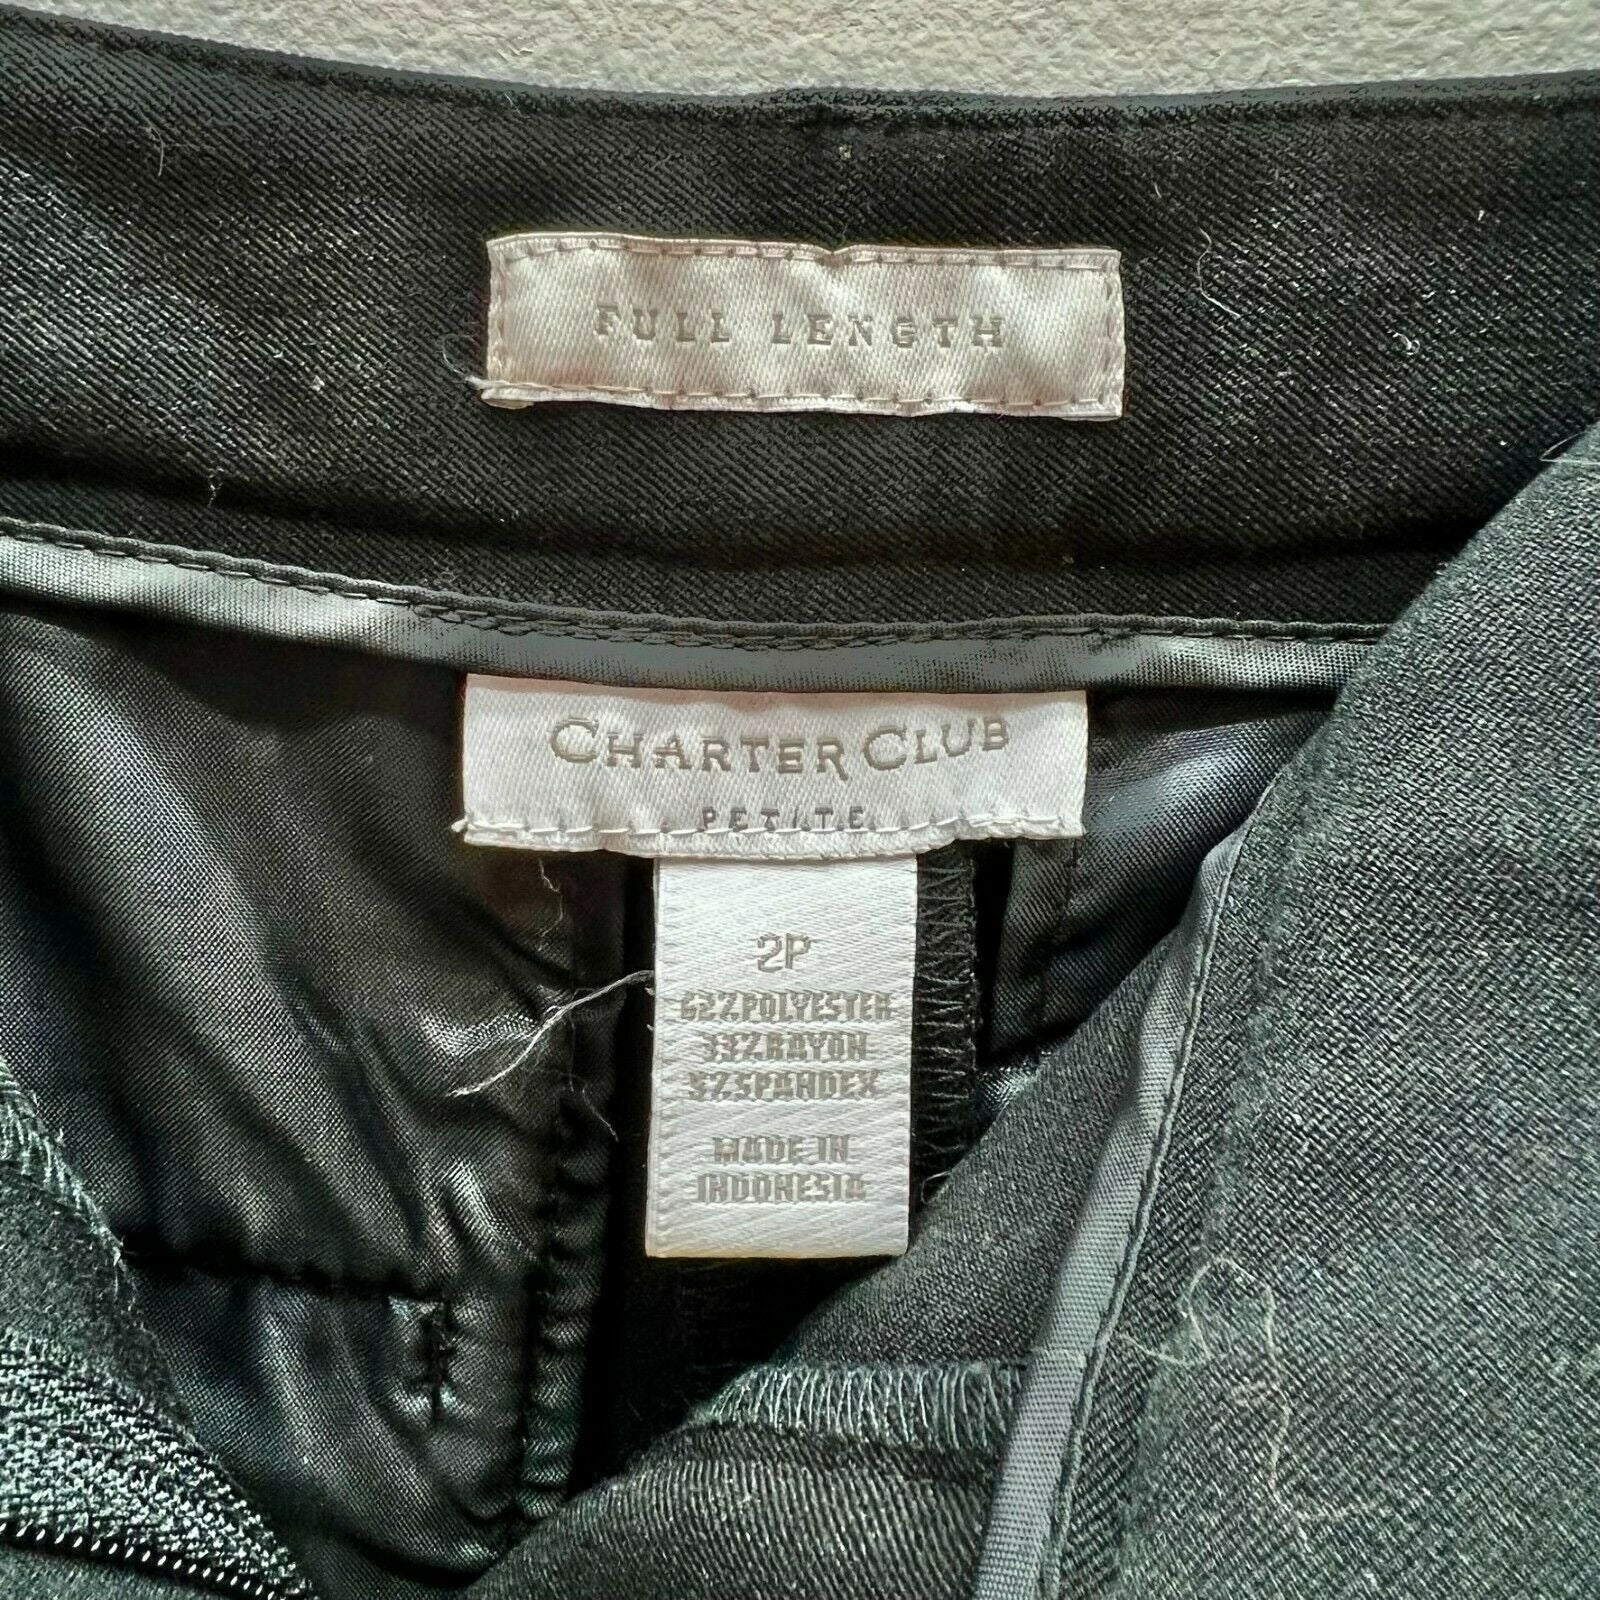 FULL LENGTH
CHARTER CLUB
PETITE
2P
62%POLYESTER
33%RAYON
5%SPANDEX
MADE IN
INDONESIA